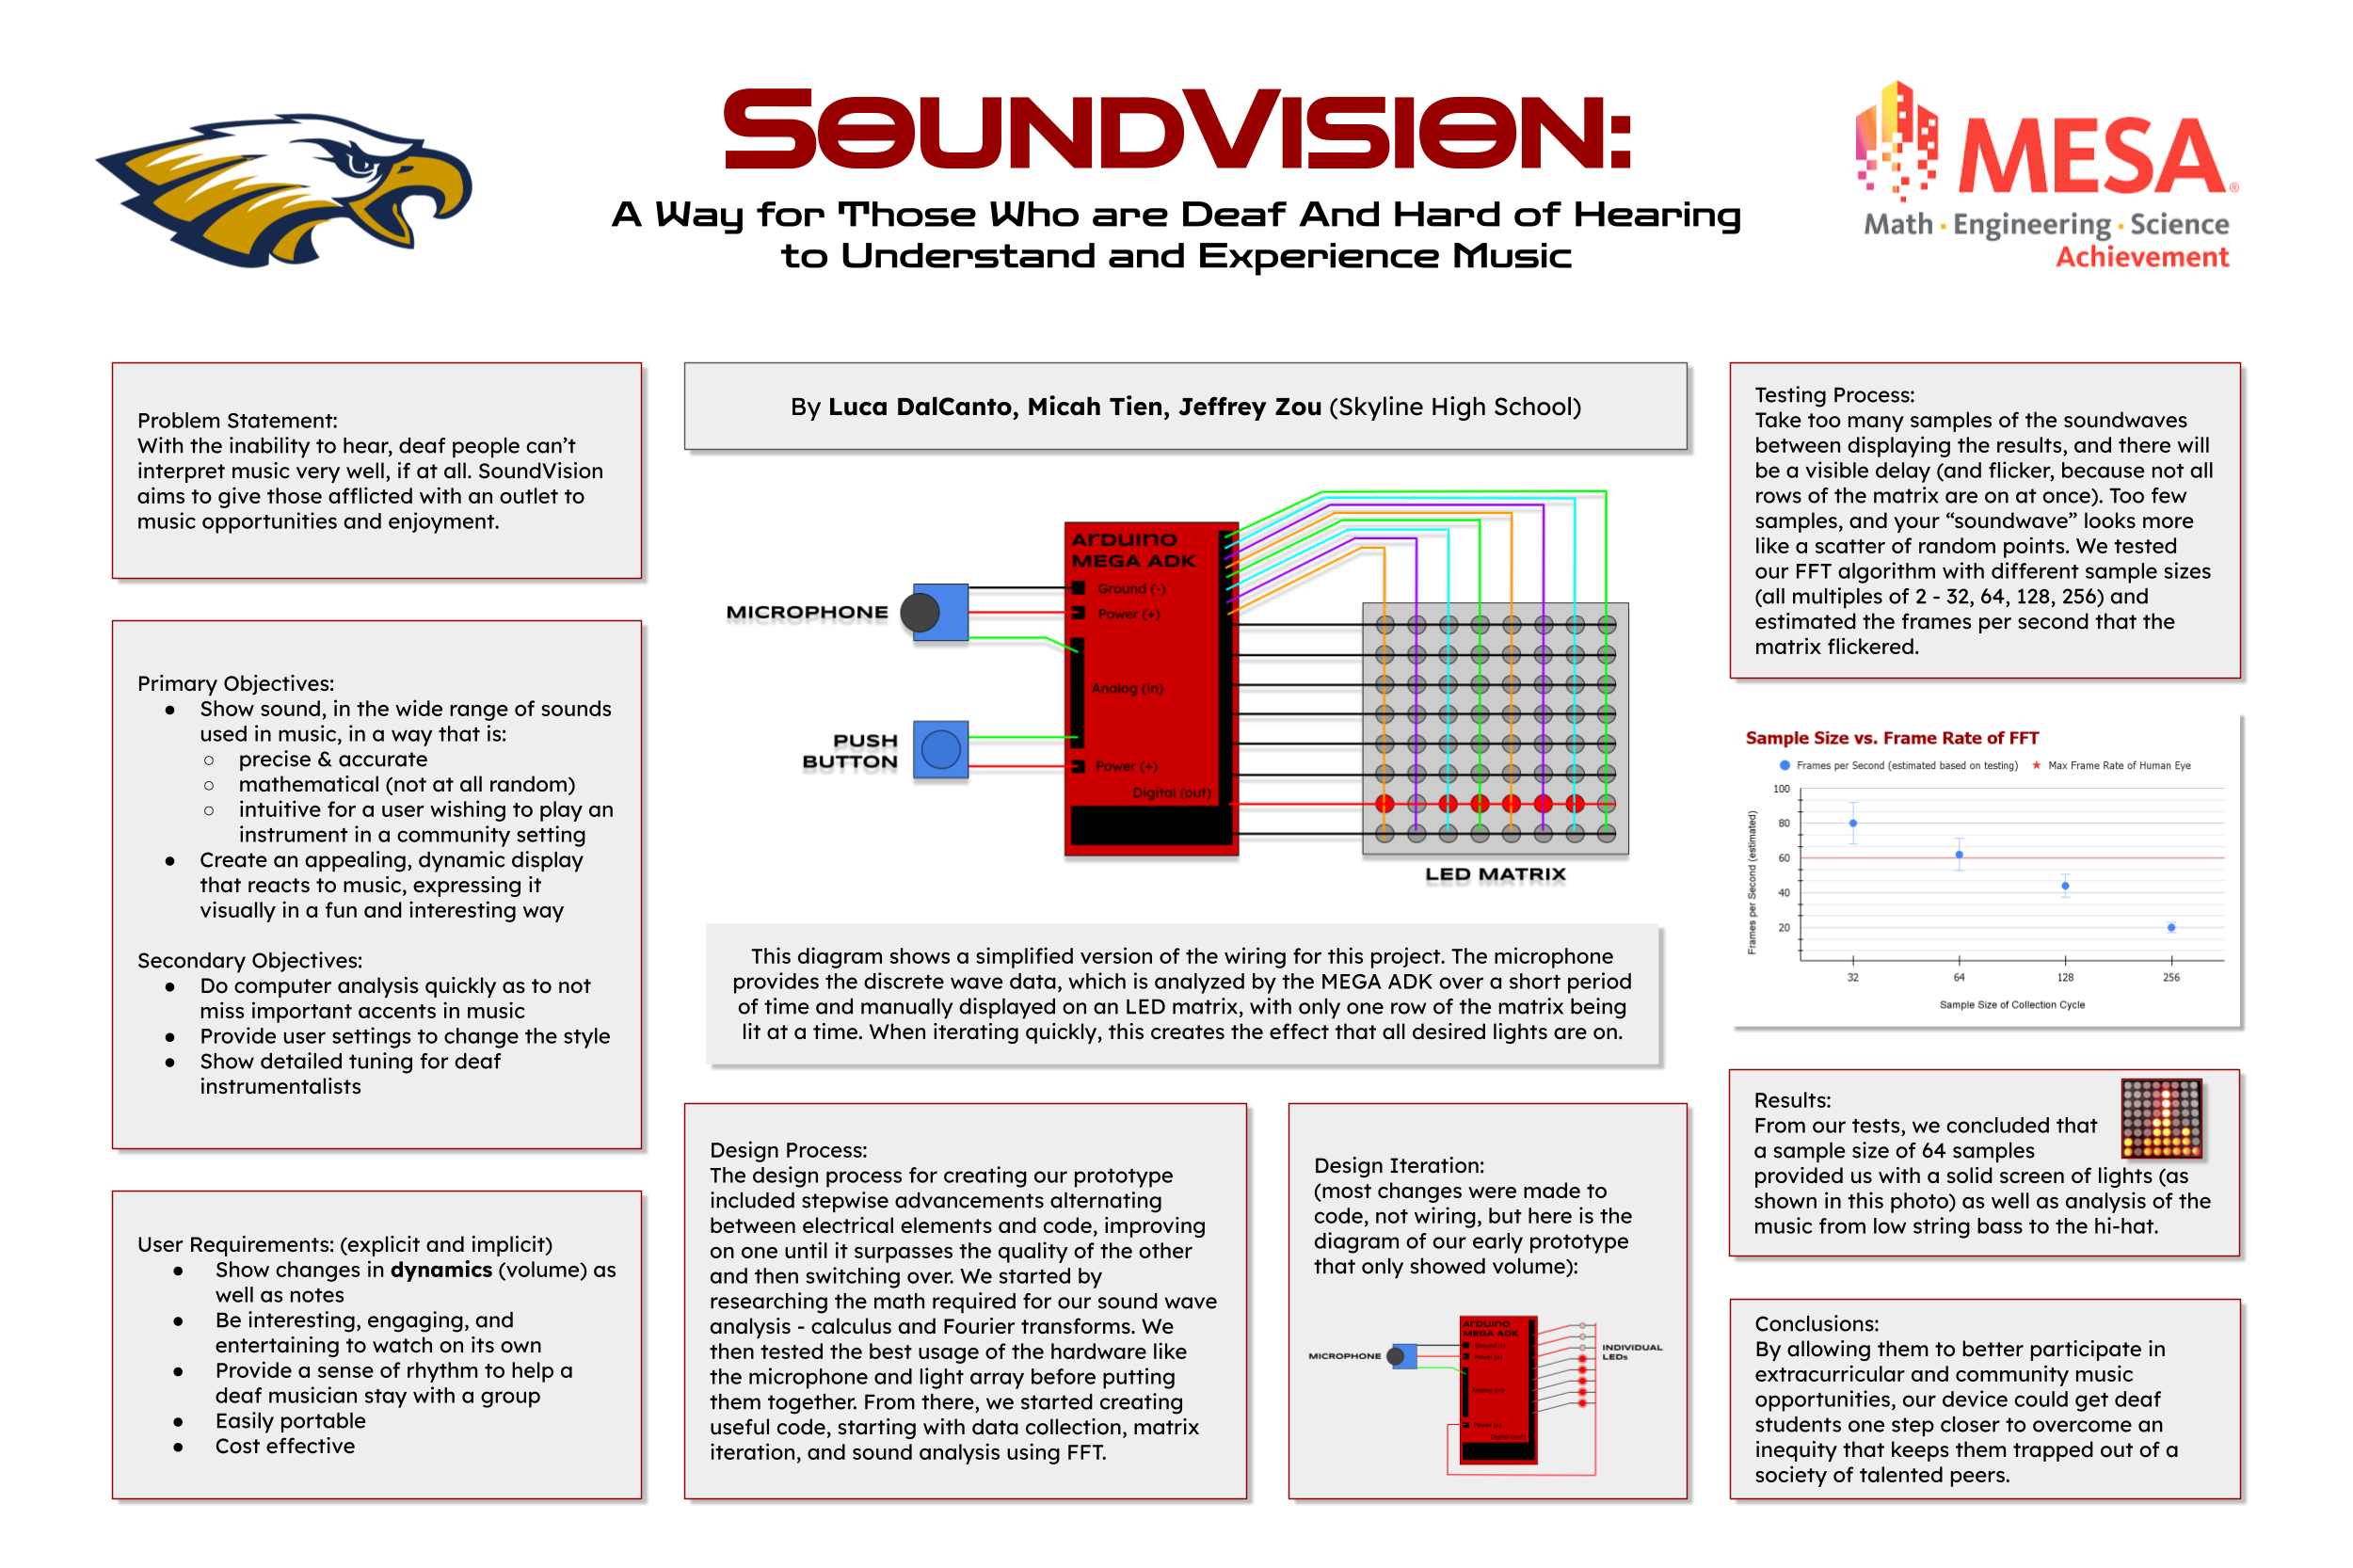 SOUNDVISION:
A Way for Those Who are Deaf And Hard of Hearing
to Understand and Experience Music
MESA®
Math · Engineering · Science
Achievement
Problem Statement:
With the inability to hear, deaf people can't
interpret music very well, if at all. SoundVision
aims to give those afflicted with an outlet to
music opportunities and enjoyment.
Primary Objectives:
● Show sound, in the wide range of sounds
used in music, in a way that is:
○ precise & accurate
○ mathematical (not at all random)
○ intuitive for a user wishing to play an
instrument in a community setting
● Create an appealing, dynamic display
that reacts to music, expressing it
visually in a fun and interesting way
Secondary Objectives:
● Do computer analysis quickly as to not
miss important accents in music
● Provide user settings to change the style
● Show detailed tuning for deaf
instrumentalists
User Requirements: (explicit and implicit)
● Show changes in dynamics (volume) as
well as notes
● Be interesting, engaging, and
entertaining to watch on its own
● Provide a sense of rhythm to help a
deaf musician stay with a group
● Easily portable
● Cost effective
By Luca DalCanto, Micah Tien, Jeffrey Zou (Skyline High School)
MICROPHONE
PUSH
BUTTON
Arduino
MEGA ADK
Ground (-)
Power (+)
Analog (in)
Power (+)
Digital (out)
LED MATRIX
This diagram shows a simplified version of the wiring for this project. The microphone
provides the discrete wave data, which is analyzed by the MEGA ADK over a short period
of time and manually displayed on an LED matrix, with only one row of the matrix being
lit at a time. When iterating quickly, this creates the effect that all desired lights are on.
Design Process:
The design process for creating our prototype
included stepwise advancements alternating
between electrical elements and code, improving
on one until it surpasses the quality of the other
and then switching over. We started by
researching the math required for our sound wave
analysis - calculus and Fourier transforms. We
then tested the best usage of the hardware like
the microphone and light array before putting
them together. From there, we started creating
useful code, starting with data collection, matrix
iteration, and sound analysis using FFT.
Design Iteration:
(most changes were made to
code, not wiring, but here is the
diagram of our early prototype
that only showed volume):
MICROPHONE
Arduino
MEGA ADK
Ground (-)
Power (+)
Analog (in)
Power (+)
Digital (out)
INDIVIDUAL
LEDs
Testing Process:
Take too many samples of the soundwaves
between displaying the results, and there will
be a visible delay (and flicker, because not all
rows of the matrix are on at once). Too few
samples, and your “soundwave” looks more
like a scatter of random points. We tested
our FFT algorithm with different sample sizes
(all multiples of 2 - 32, 64, 128, 256) and
estimated the frames per second that the
matrix flickered.
Sample Size vs. Frame Rate of FFT
Frames per Second (estimated based on testing)
Max Frame Rate of Human Eye
Frames per Second (estimated)
100
80
60
40
20
32 64 128 256
Sample Size of Collection Cycle
Results:
From our tests, we concluded that
a sample size of 64 samples
provided us with a solid screen of lights (as
shown in this photo) as well as analysis of the
music from low string bass to the hi-hat.
Conclusions:
By allowing them to better participate in
extracurricular and community music
opportunities, our device could get deaf
students one step closer to overcome an
inequity that keeps them trapped out of a
society of talented peers.